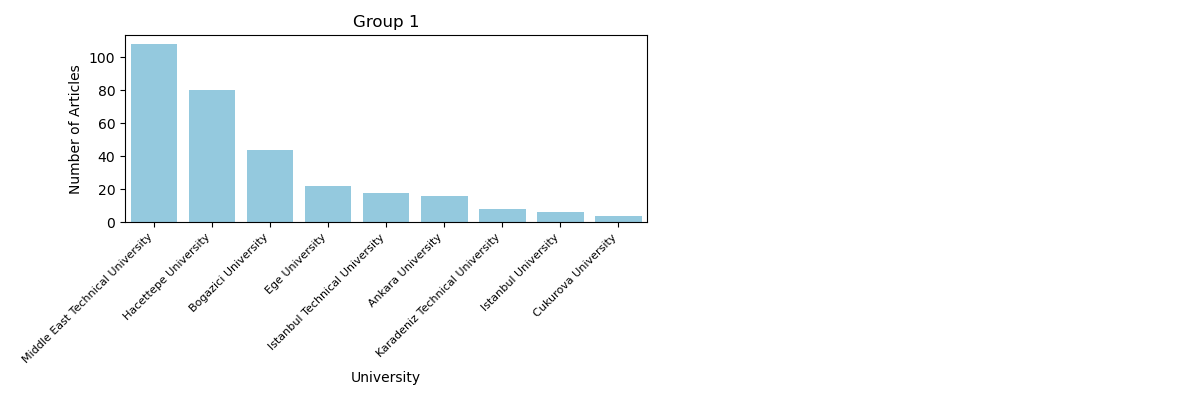 Group 1
Number of Articles
100
80
60
40
20
0
Middle East Technical University
Hacettepe University
Bogazici University
Ege University
Istanbul Technical University
Ankara University
Karadeniz Technical University
Istanbul University
Cukurova University
University